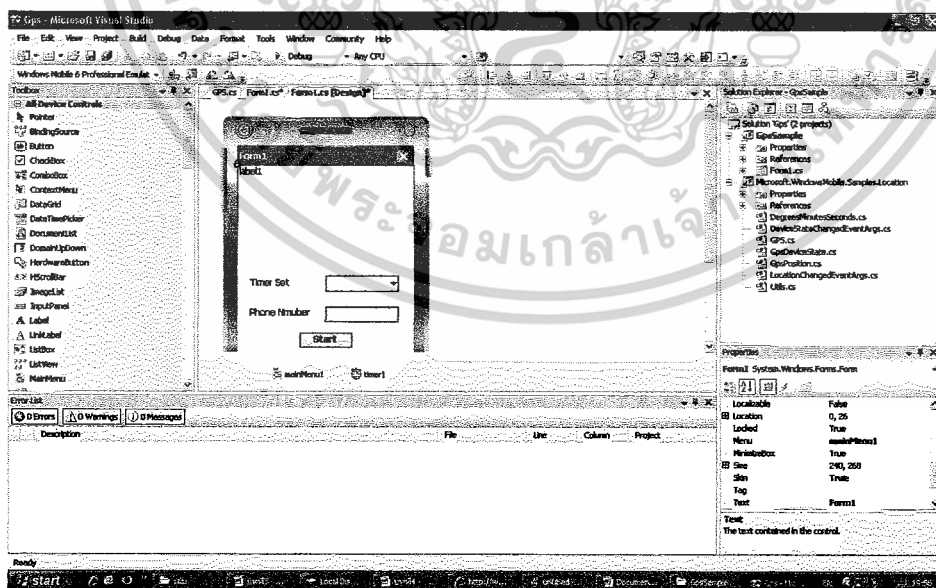 Gps - Microsoft Visual Studio
File Edit View Project Build Debug Data Format Tools Window Community Help
Debug Any CPU
Windows Mobile 6 Professional Emulat
Toolbox
All Device Controls
Pointer
BindingSource
Button
CheckBox
ComboBox
ContextMenu
DataGrid
DateTimePicker
DocumentList
DomainUpDown
HardwareButton
HScrollBar
ImageList
InputPanel
Label
LinkLabel
ListBox
ListView
MainMenu
GPS.cs Form1.cs* Form1.cs [Design]*
Form1
label1
Timer Set
Phone Nmuber
Start
mainMenu1 timer1
Solution Explorer - GpsSample
Solution 'Gps' (2 projects)
GpsSample
Properties
References
Form1.cs
Microsoft.WindowsMobile.Samples.Location
Properties
References
DegreesMinutesSeconds.cs
DeviceStateChangedEventArgs.cs
GPS.cs
GpsDeviceState.cs
GpsPosition.cs
LocationChangedEventArgs.cs
Utils.cs
Properties
Form1 System.Windows.Forms.Form
Localizable False
Location 0, 26
Locked True
Menu mainMenu1
MinimizeBox True
Size 240, 268
Skin True
Tag
Text Form1
Text
The text contained in the control.
Error List
0 Errors 0 Warnings 0 Messages
Description File Line Column Project
Ready
start